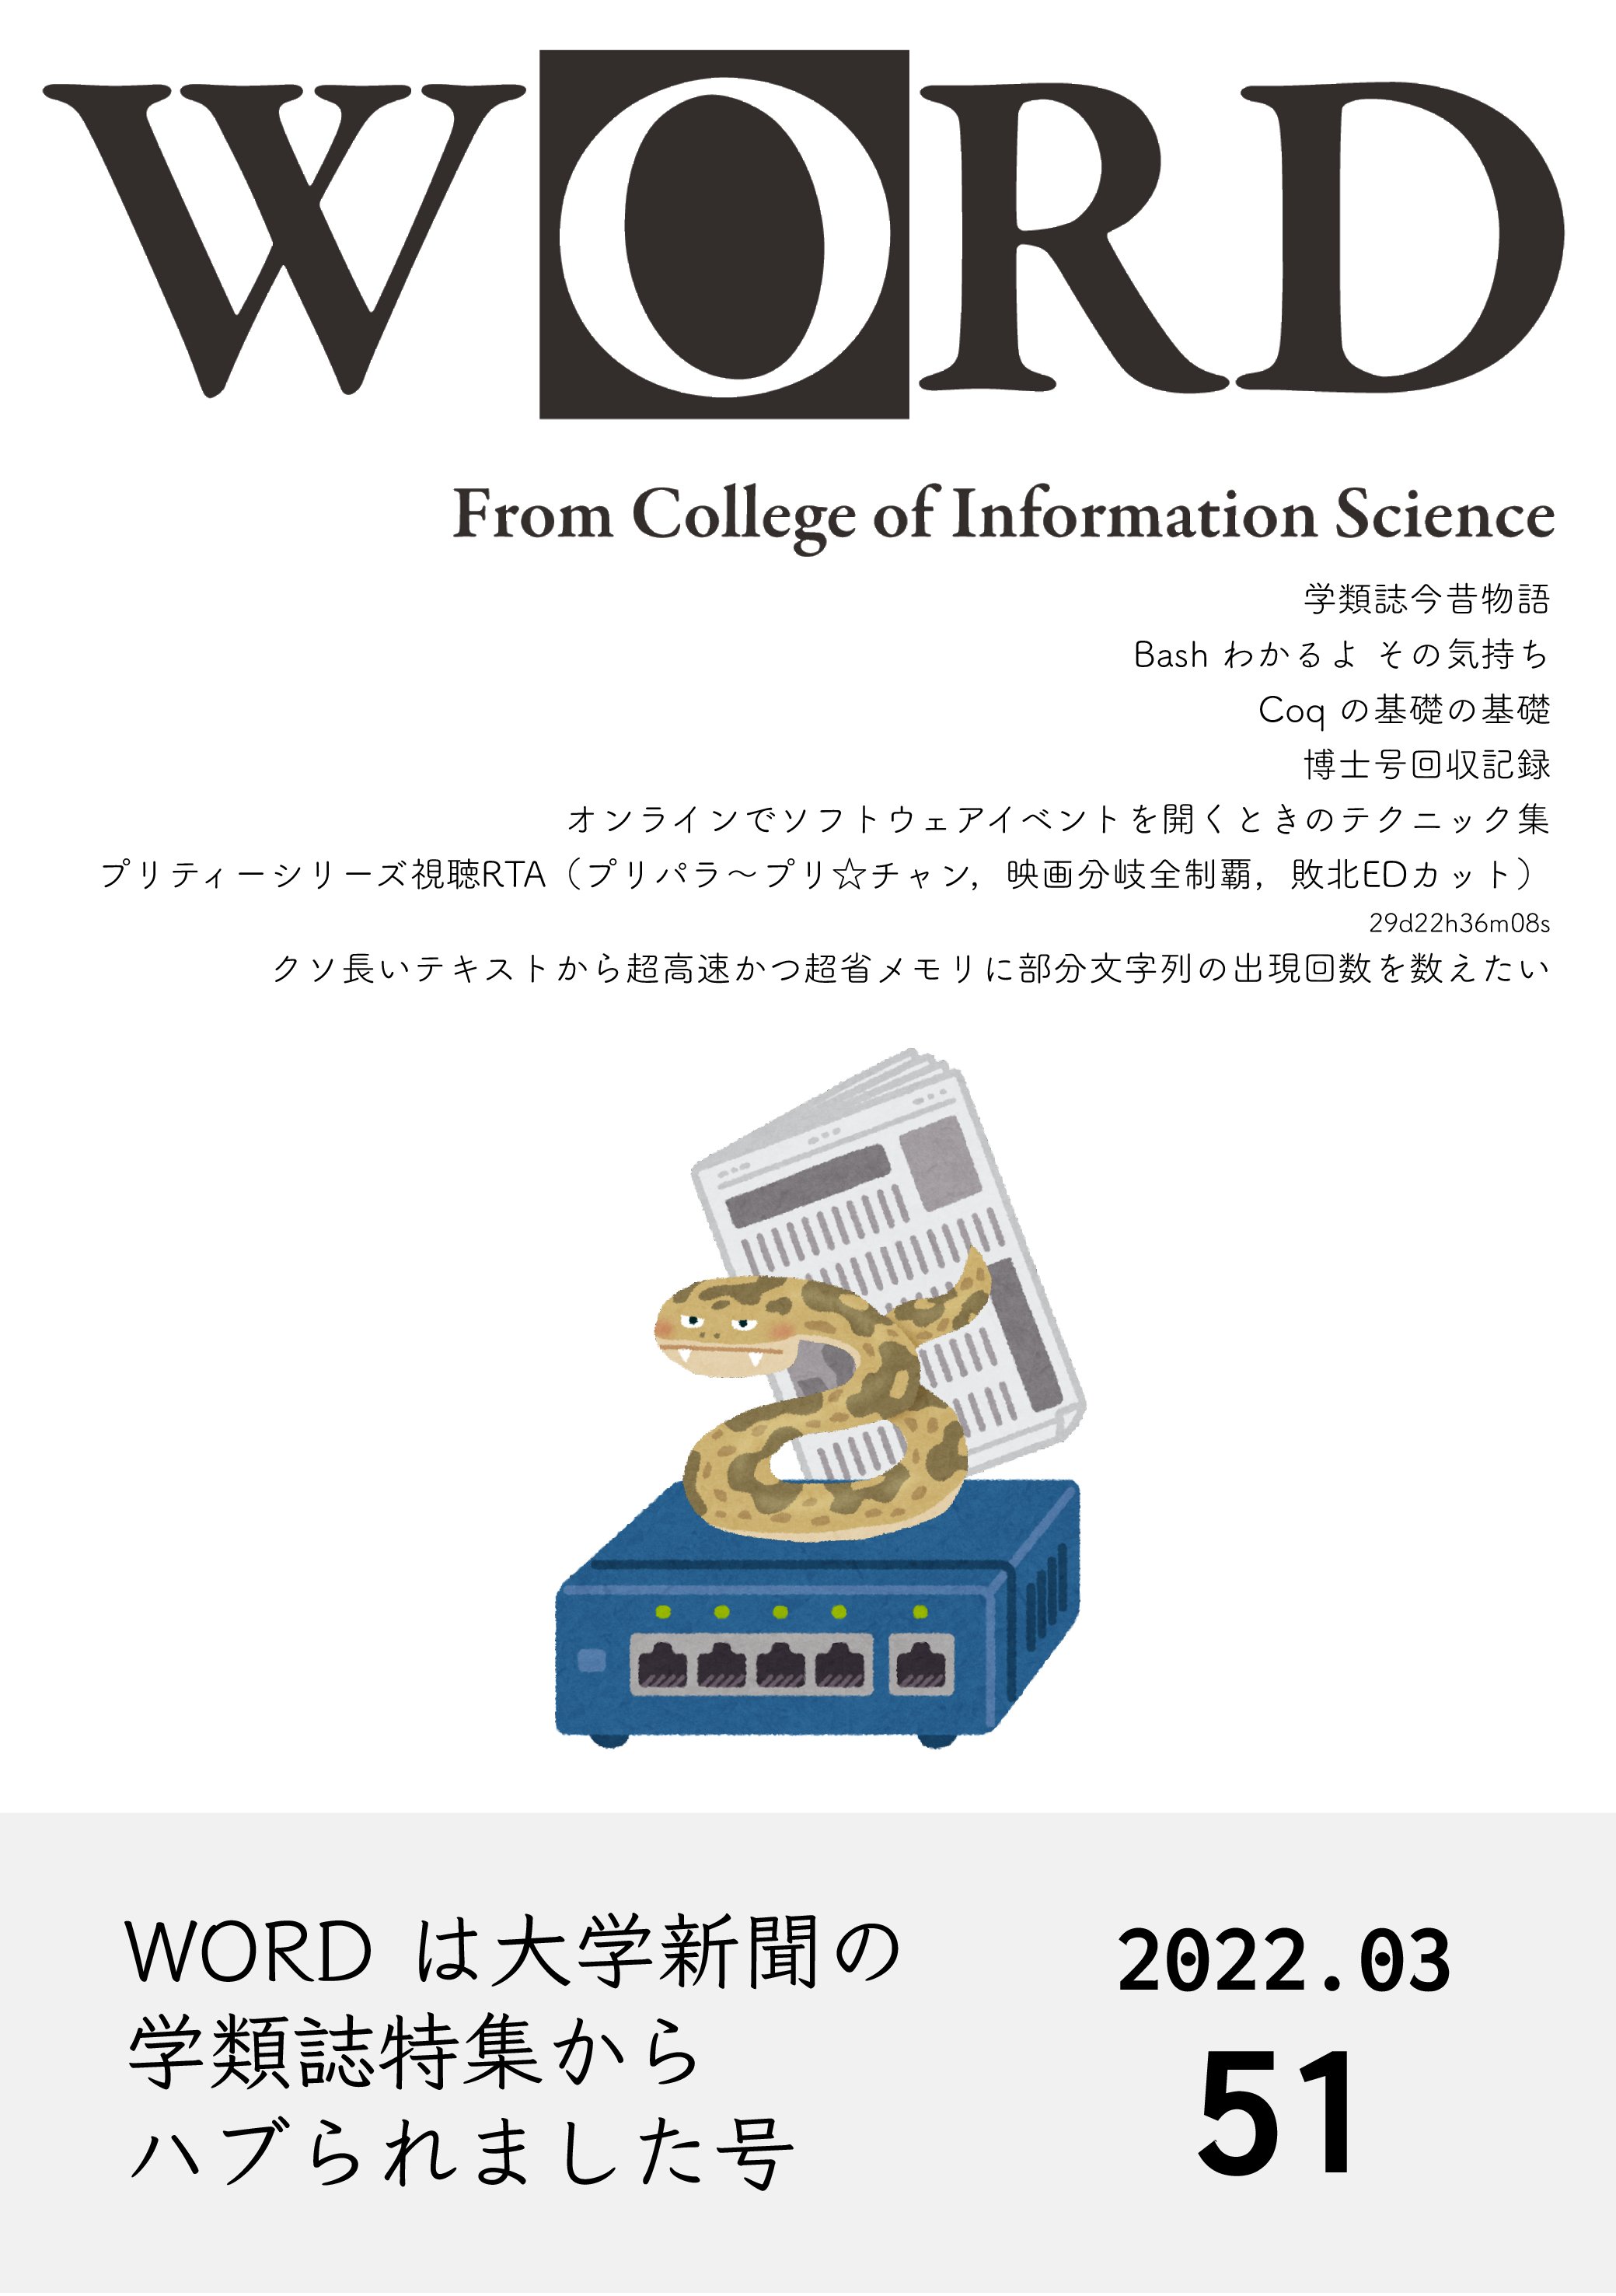 WORD
From College of Information Science
学類誌今昔物語
Bash わかるよ その気持ち
Coq の基礎の基礎
博士号回収記録
オンラインでソフトウェアイベントを開くときのテクニック集
プリティーシリーズ視聴RTA（プリパラ〜プリ☆チャン，映画分岐全制覇，敗北EDカット）
29d22h36m08s
クソ長いテキストから超高速かつ超省メモリに部分文字列の出現回数を数えたい
WORD は大学新聞の
学類誌特集から
ハブられました号
2022.03
51